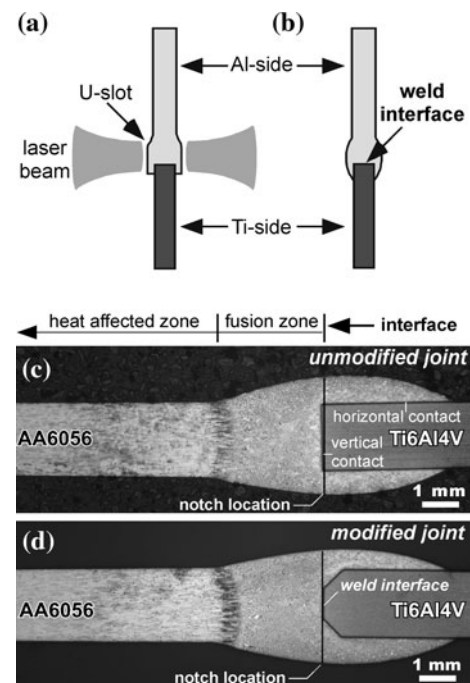 (a)
(b)
Al-side
U-slot
weld
interface
laser
beam
Ti-side
heat affected zone
fusion zone
interface
(c)
unmodified joint
horizontal contact
AA6056
Ti6Al4V
vertical
contact
notch location
1 mm
(d)
modified joint
weld interface
AA6056
Ti6Al4V
notch location
1 mm